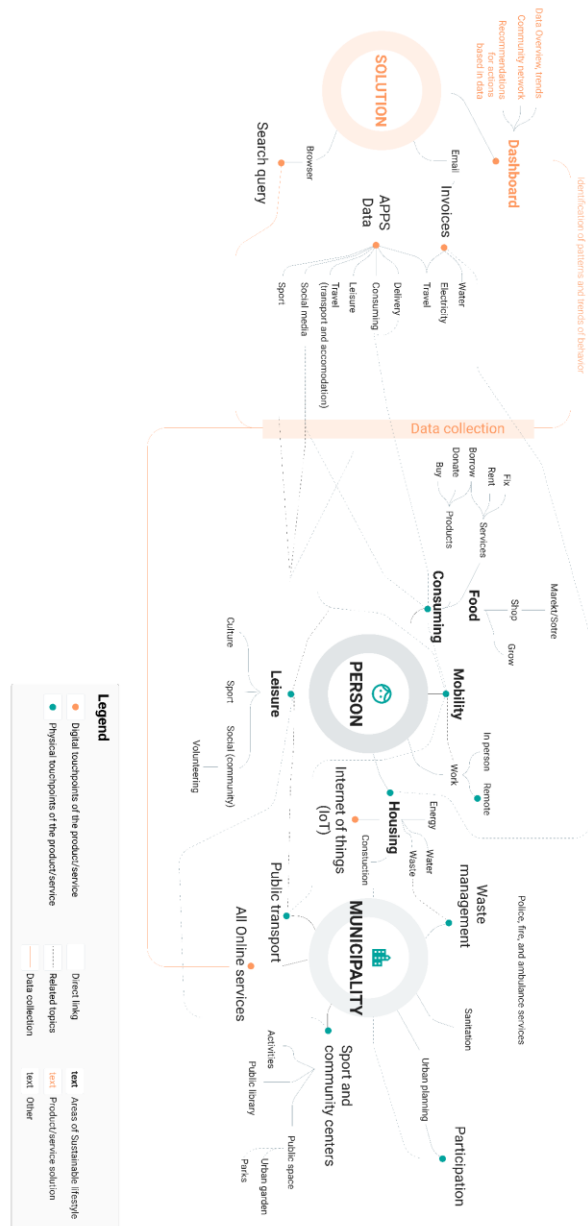 Data Overview, trends
Community network
Recommendations
for actions
based in data
Dashboard
SOLUTION
Search query
Browser
Email
Invoices
APPS
Data
Water
Electricity
Travel
Delivery
Consuming
Leisure
Travel
(transport and accomodation)
Social media
Sport
Identification of patterns and trends of behavior
Data collection
Fix
Rent
Borrow
Donate
Buy
Services
Products
Marekt/Sotre
Shop
Grow
Food
Consuming
PERSON
Mobility
In person
Remote
Work
Leisure
Culture
Sport
Social (community)
Volunteering
Housing
Energy
Water
Waste
Constuction
Internet of things
(IoT)
Waste
management
Police, fire, and ambulance services
MUNICIPALITY
Public transport
All Online services
Sanitation
Urban planning
Participation
Sport and
community centers
Activities
Public library
Public space
Urban garden
Parks
Legend
Digital touchpoints of the product/service
Physical touchpoints of the product/service
Direct linkg
Related topics
Data collection
text Areas of Sustainable lifestyle
text Product/service solution
text Other